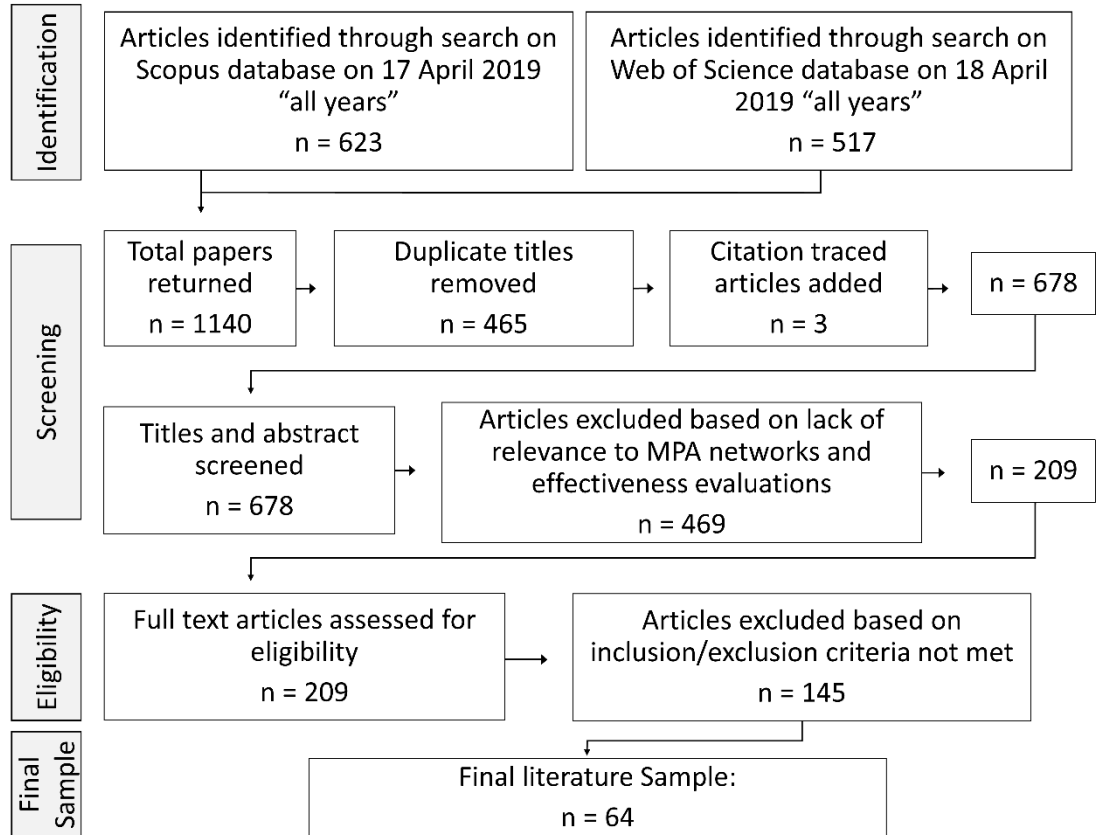 Identification
Articles identified through search on
Scopus database on 17 April 2019
“all years”
n = 623
Articles identified through search on
Web of Science database on 18 April
2019 “all years”
n = 517
Screening
Total papers
returned
n = 1140
Duplicate titles
removed
n = 465
Citation traced
articles added
n = 3
n = 678
Titles and abstract
screened
n = 678
Articles excluded based on lack of
relevance to MPA networks and
effectiveness evaluations
n = 469
n = 209
Eligibility
Full text articles assessed for
eligibility
n = 209
Articles excluded based on
inclusion/exclusion criteria not met
n = 145
Final
Sample
Final literature Sample:
n = 64